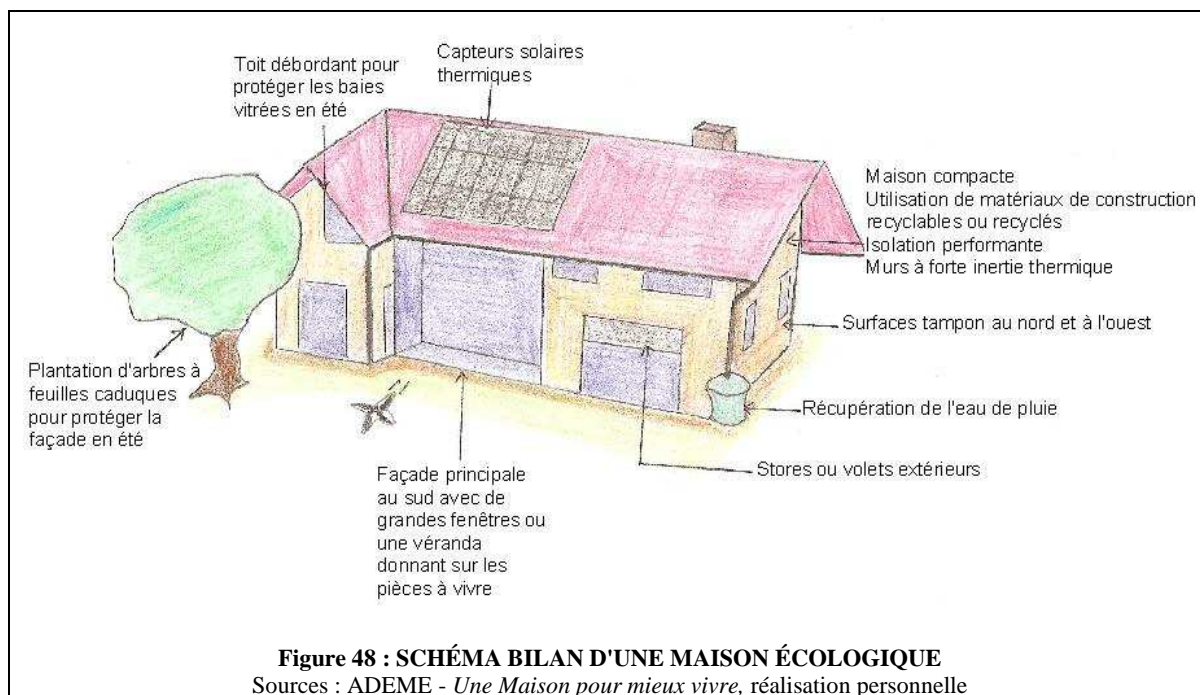 Capteurs solaires
thermiques
Toit débordant pour
protéger les baies
vitrées en été
Maison compacte
Utilisation de matériaux de construction
recyclables ou recyclés
Isolation performante
Murs à forte inertie thermique
Surfaces tampon au nord et à l'ouest
Plantation d'arbres à
feuilles caduques
pour protéger la
façade en été
Récupération de l'eau de pluie
Stores ou volets extérieurs
Façade principale
au sud avec de
grandes fenêtres ou
une véranda
donnant sur les
pièces à vivre
Figure 48 : SCHÉMA BILAN D'UNE MAISON ÉCOLOGIQUE
Sources : ADEME - Une Maison pour mieux vivre, réalisation personnelle